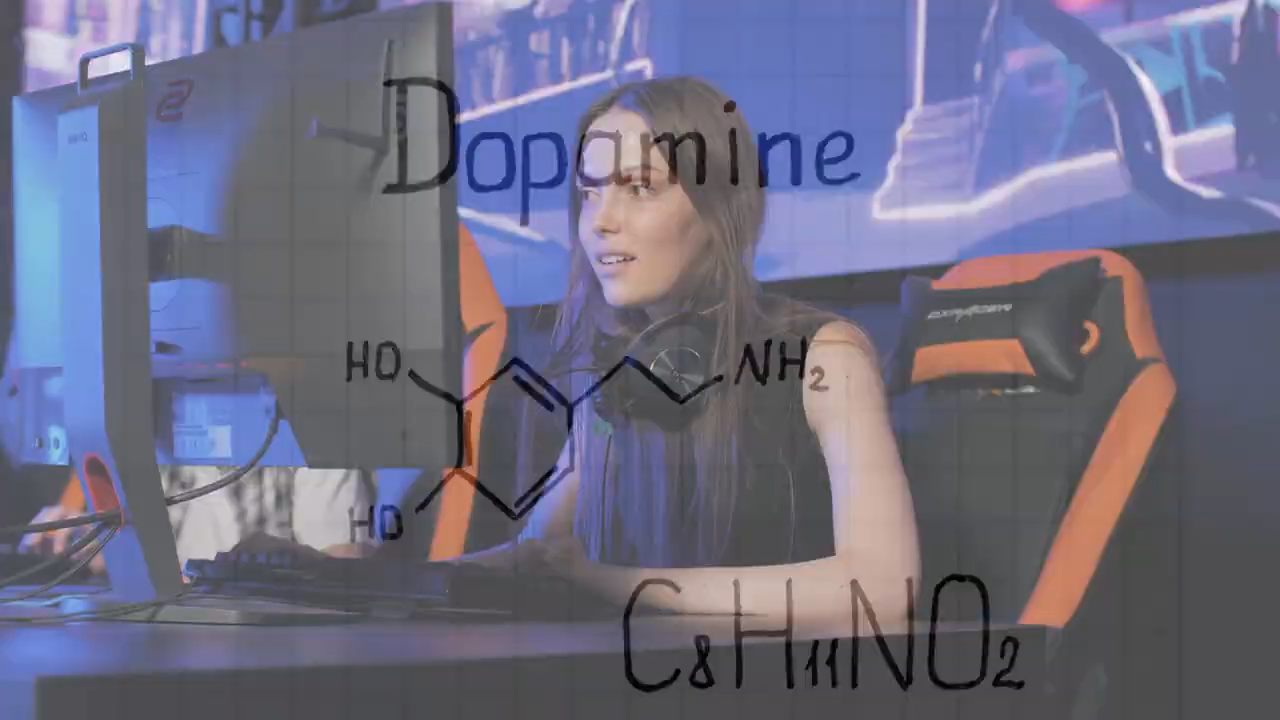 Dopamine
HO
NH₂
HO
C₈H₁₁NO₂